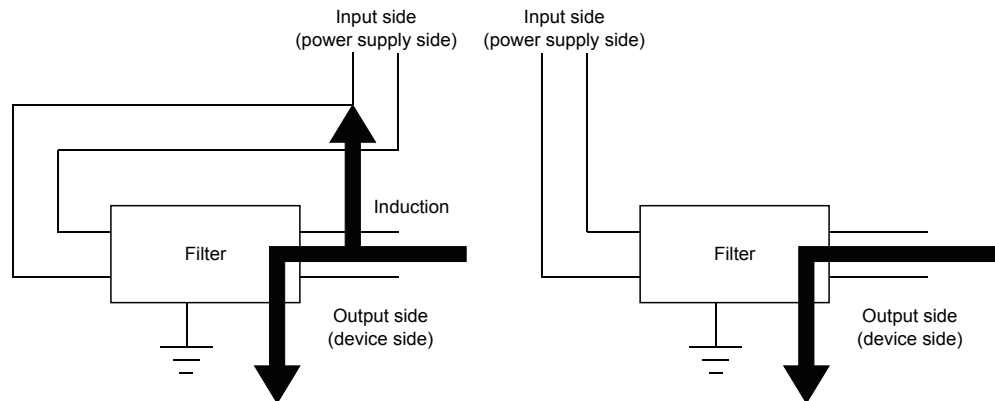 Input side
(power supply side)
Induction
Filter
Output side
(device side)
Input side
(power supply side)
Filter
Output side
(device side)